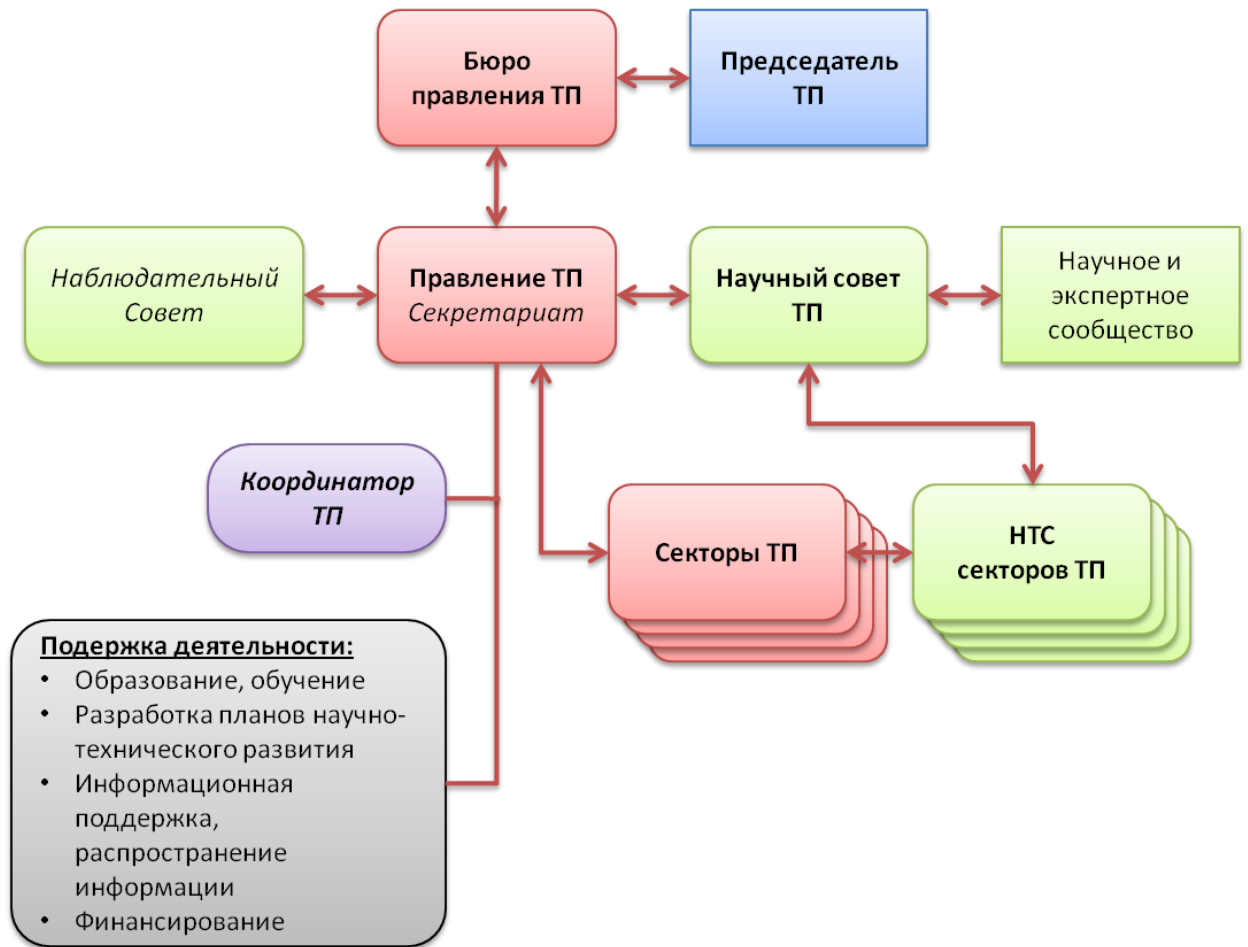 Бюро
правления ТП
Председатель
ТП
Наблюдательный
Совет
Правление ТП
Секретариат
Научный совет
ТП
Научное и
экспертное
сообщество
Координатор
ТП
Секторы ТП
НТС
секторов ТП
Подержка деятельности:
• Образование, обучение
• Разработка планов научно-
технического развития
• Информационная
поддержка,
распространение
информации
• Финансирование